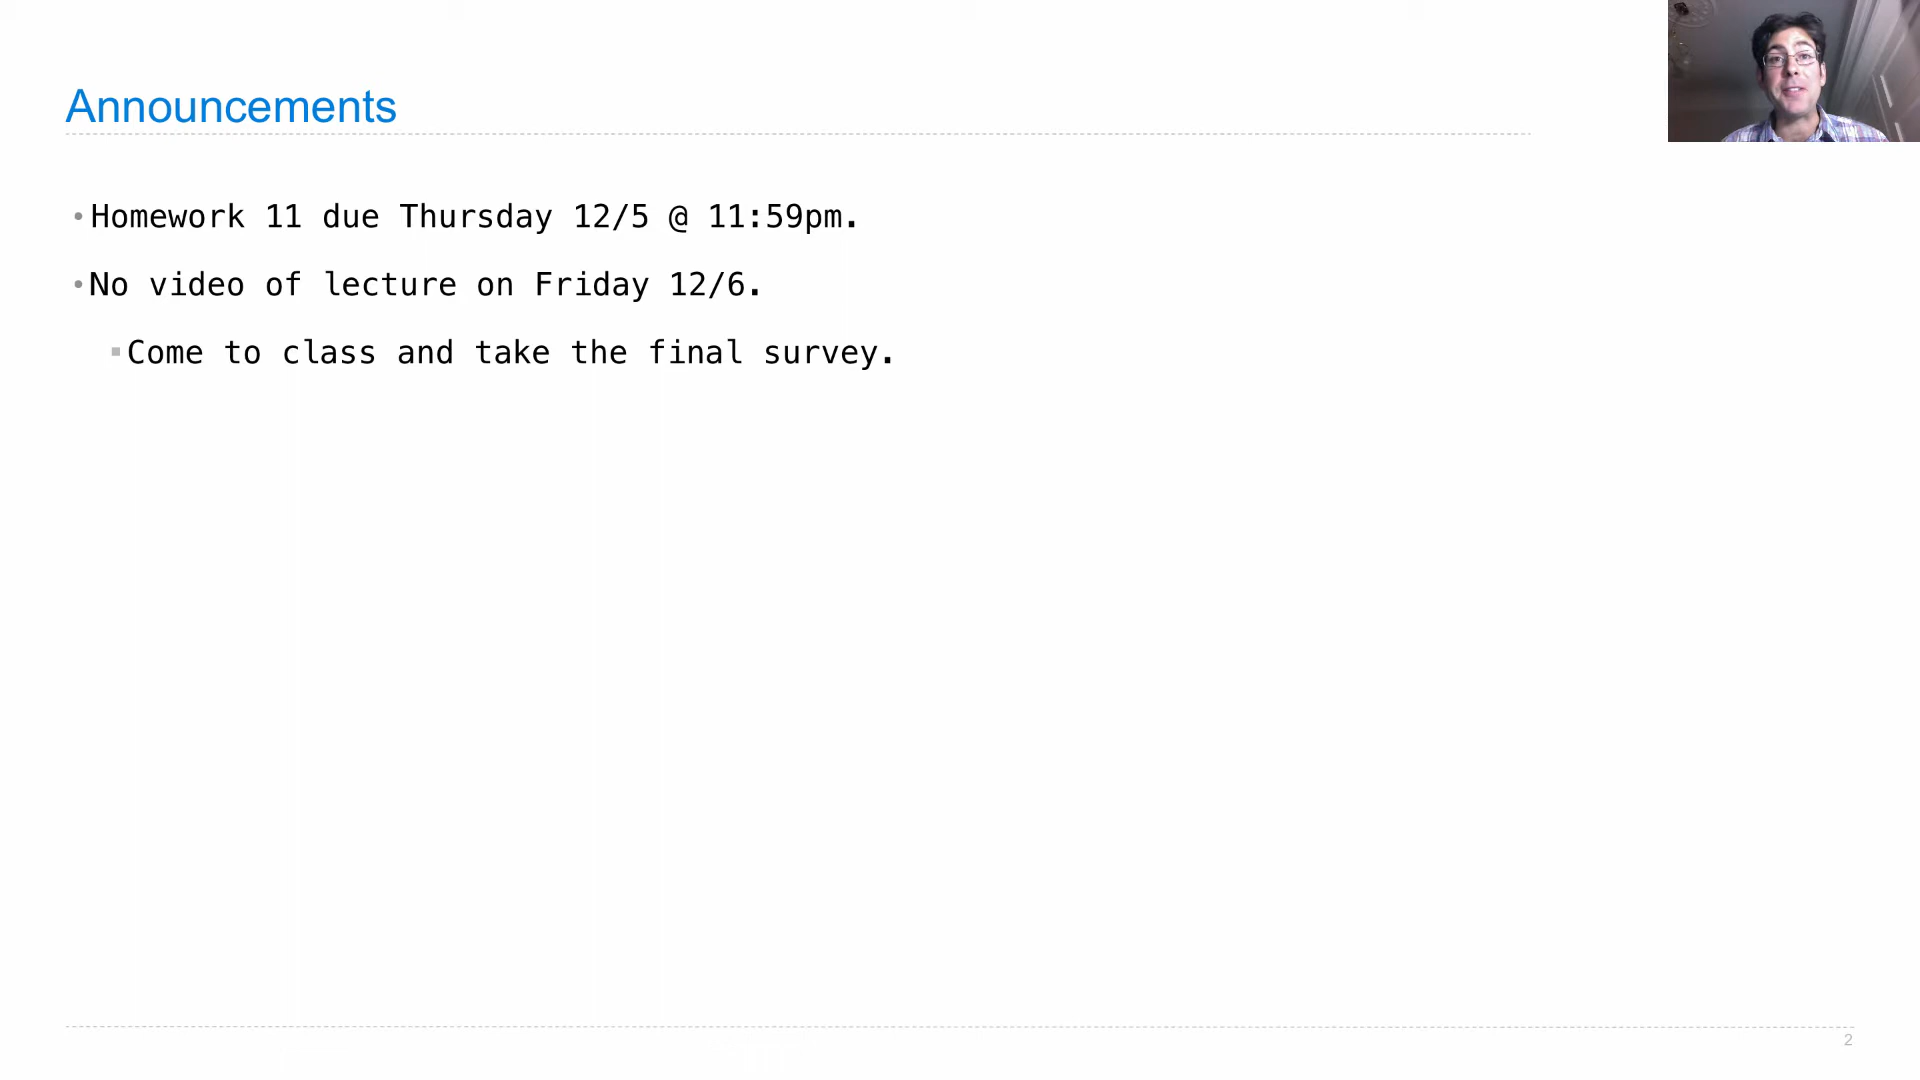 Announcements
•Homework 11 due Thursday 12/5 @ 11:59pm.
•No video of lecture on Friday 12/6.
▪Come to class and take the final survey.
2